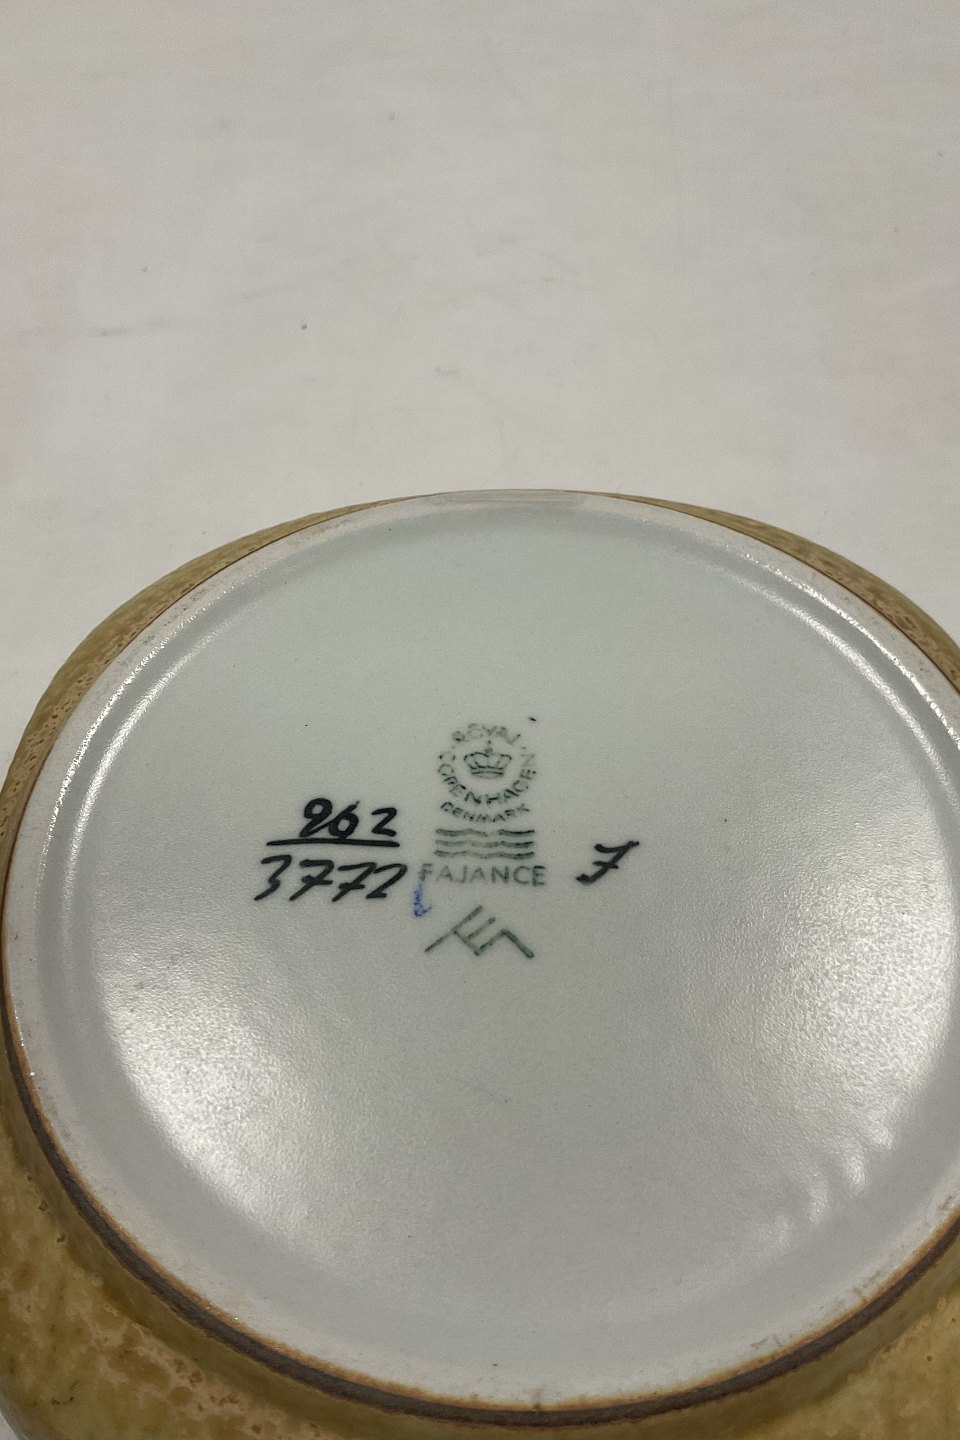 ROYAL COPENHAGEN
DENMARK
962
3772
FAJANCE
7